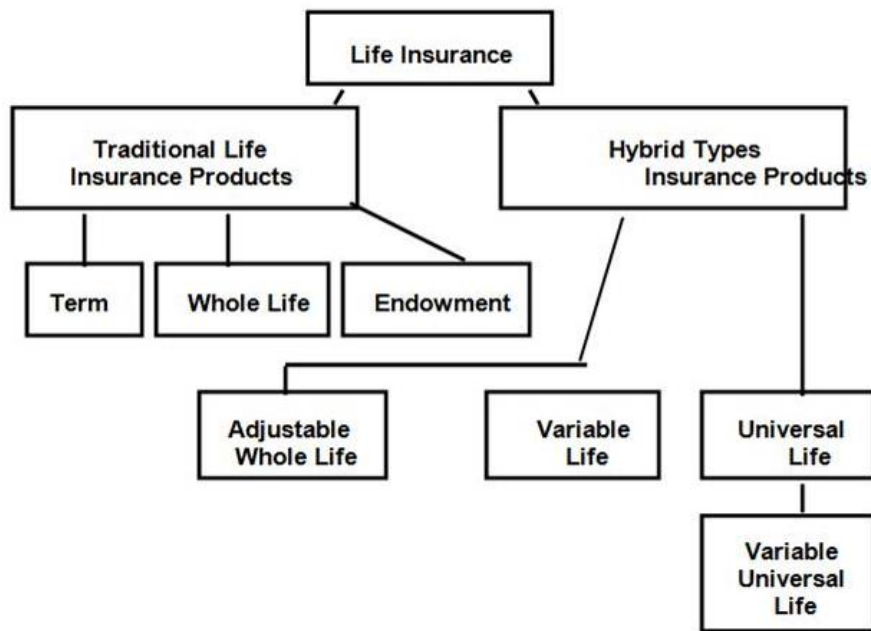 Life Insurance
Traditional Life
Insurance Products
Hybrid Types
Insurance Products
Term
Whole Life
Endowment
Adjustable
Whole Life
Variable
Life
Universal
Life
Variable
Universal
Life